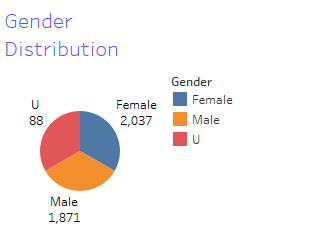 Gender
Distribution
Gender
Female
Male
U
U
88
Female
2,037
Male
1,871